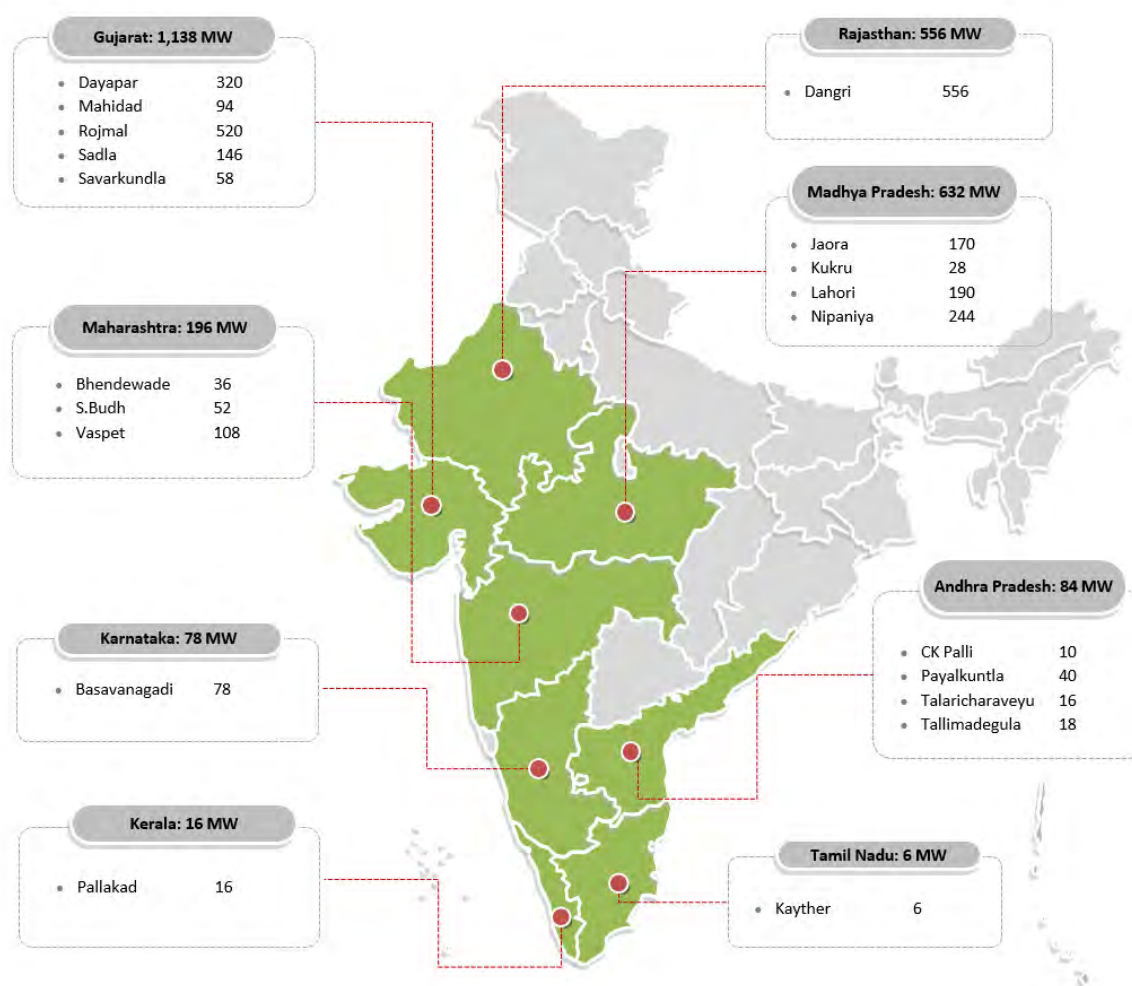 Gujarat: 1,138 MW
• Dayapar 320
• Mahidad 94
• Rojmal 520
• Sadla 146
• Savarkundla 58
Rajasthan: 556 MW
• Dangri 556
Madhya Pradesh: 632 MW
• Jaora 170
• Kukru 28
• Lahori 190
• Nipaniya 244
Maharashtra: 196 MW
• Bhendewade 36
• S.Budh 52
• Vaspet 108
Andhra Pradesh: 84 MW
• CK Palli 10
• Payalkuntla 40
• Talaricharaveyu 16
• Tallimadegula 18
Karnataka: 78 MW
• Basavanagadi 78
Kerala: 16 MW
• Pallakad 16
Tamil Nadu: 6 MW
• Kayther 6